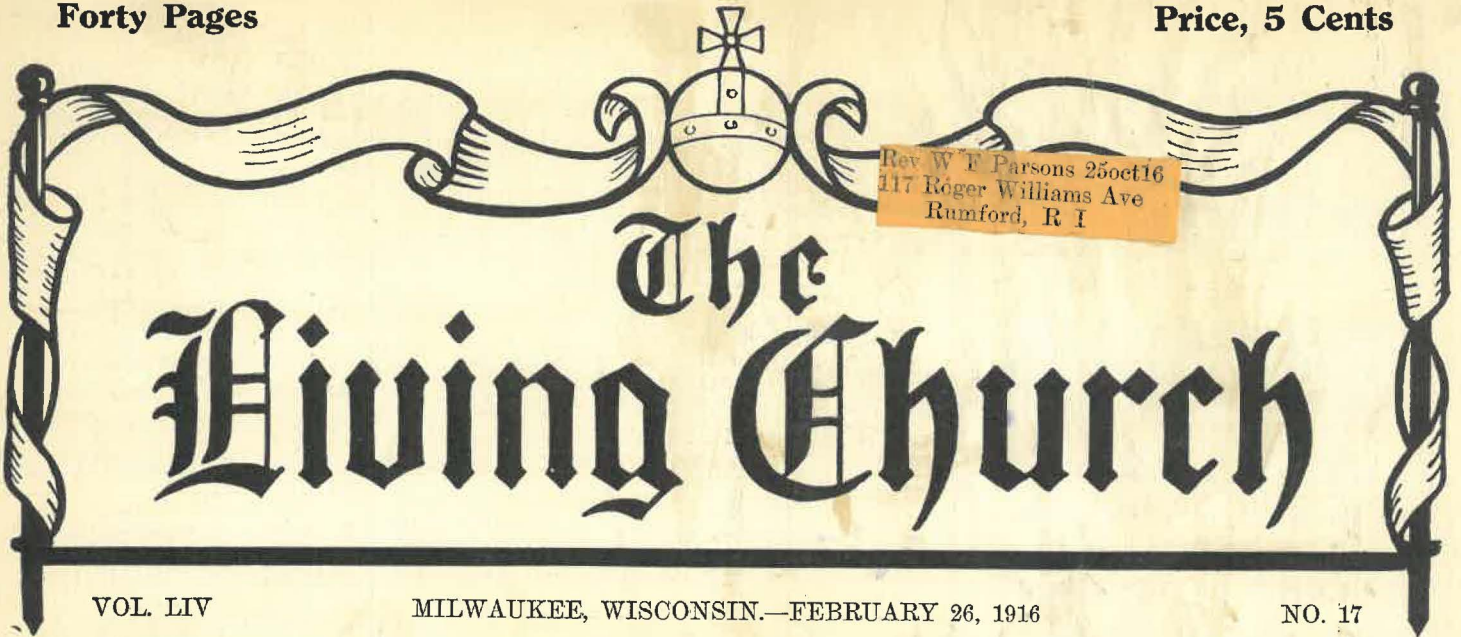 Forty Pages
Price, 5 Cents
Rev W F Parsons 25oct16
117 Roger Williams Ave
Rumford, R I
The
Living Church
VOL. LIV
MILWAUKEE, WISCONSIN.—FEBRUARY 26, 1916
NO. 17